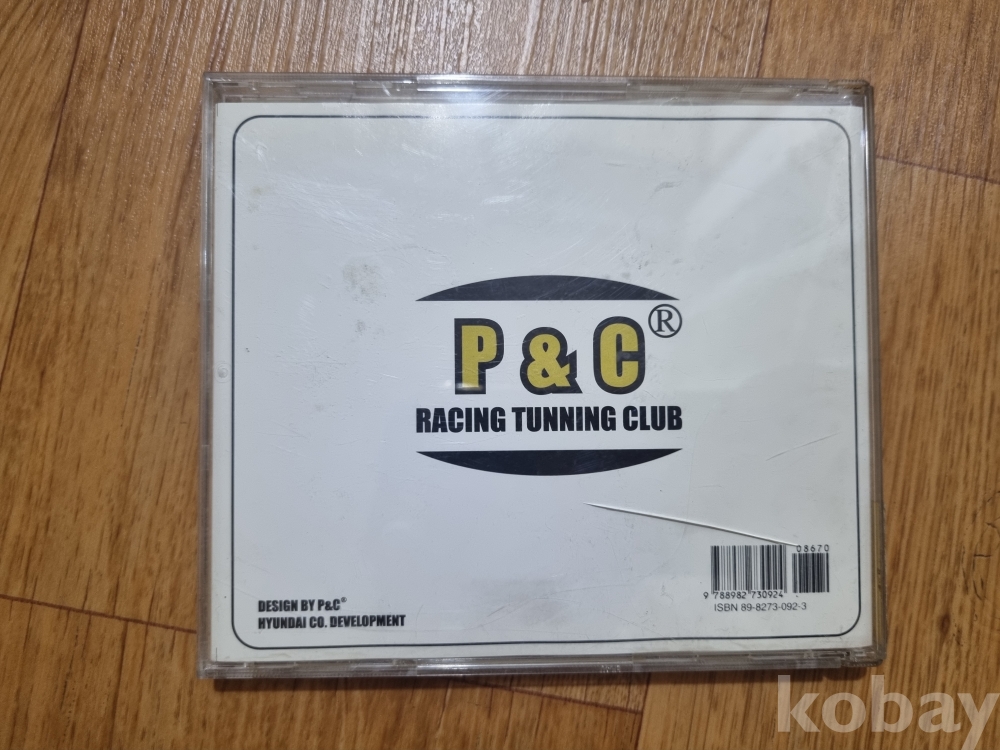 P & C®
RACING TUNNING CLUB
08670
9 788982 730924
ISBN 89-8273-092-3
DESIGN BY P&C®
HYUNDAI CO. DEVELOPMENT
kobay